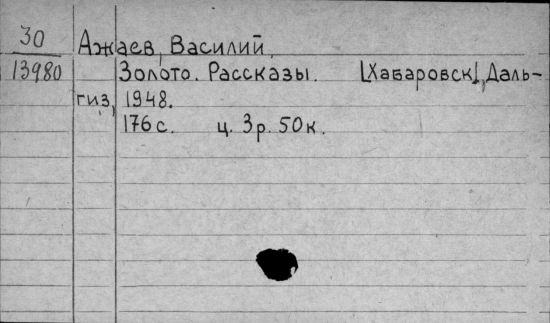 30
Ажаев, Василий.
13980 Золото. Рассказы. [Хабаровск], Даль-
гиз, 1948.
176 с. ц. 3 р. 50 к.